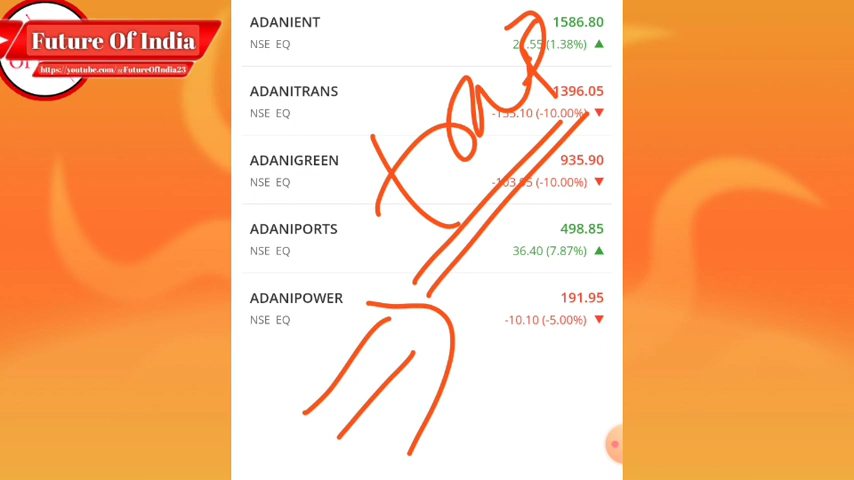 Future Of India
https://youtube.com/@FutureOfIndia23
ADANIENT 1586.80
NSE EQ (1.38%) ▲
ADANITRANS 1396.05
NSE EQ -155.10 (-10.00%) ▼
ADANIGREEN 935.90
NSE EQ (-10.00%) ▼
ADANIPORTS 498.85
NSE EQ 36.40 (7.87%) ▲
ADANIPOWER 191.95
NSE EQ -10.10 (-5.00%) ▼